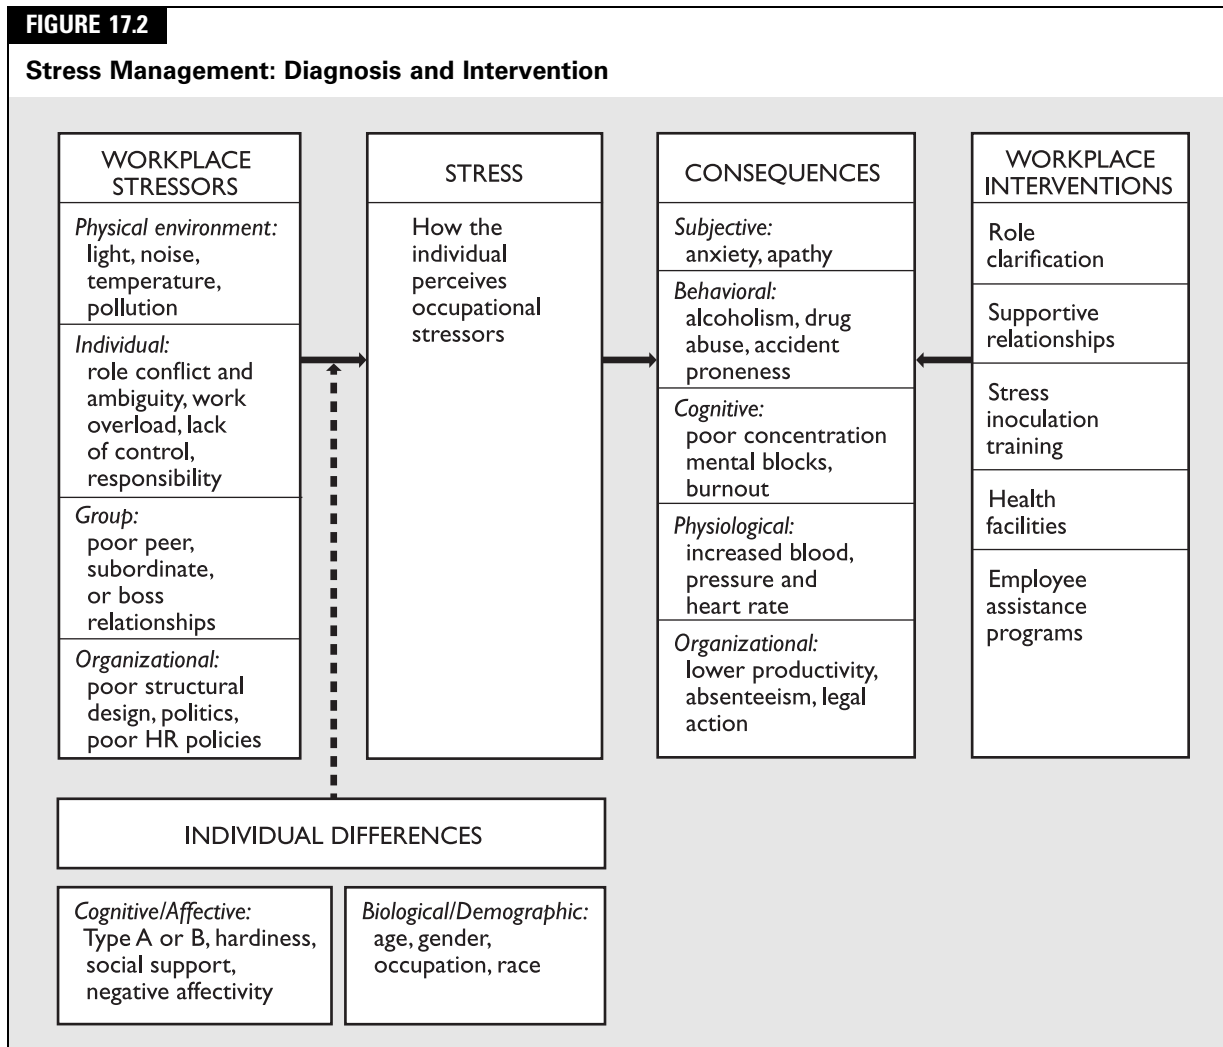 FIGURE 17.2
Stress Management: Diagnosis and Intervention
WORKPLACE
STRESSORS
Physical environment:
light, noise,
temperature,
pollution
Individual:
role conflict and
ambiguity, work
overload, lack
of control,
responsibility
Group:
poor peer,
subordinate,
or boss
relationships
Organizational:
poor structural
design, politics,
poor HR policies
STRESS
How the
individual
perceives
occupational
stressors
CONSEQUENCES
Subjective:
anxiety, apathy
Behavioral:
alcoholism, drug
abuse, accident
proneness
Cognitive:
poor concentration
mental blocks,
burnout
Physiological:
increased blood,
pressure and
heart rate
Organizational:
lower productivity,
absenteeism, legal
action
WORKPLACE
INTERVENTIONS
Role
clarification
Supportive
relationships
Stress
inoculation
training
Health
facilities
Employee
assistance
programs
INDIVIDUAL DIFFERENCES
Cognitive/Affective:
Type A or B, hardiness,
social support,
negative affectivity
Biological/Demographic:
age, gender,
occupation, race